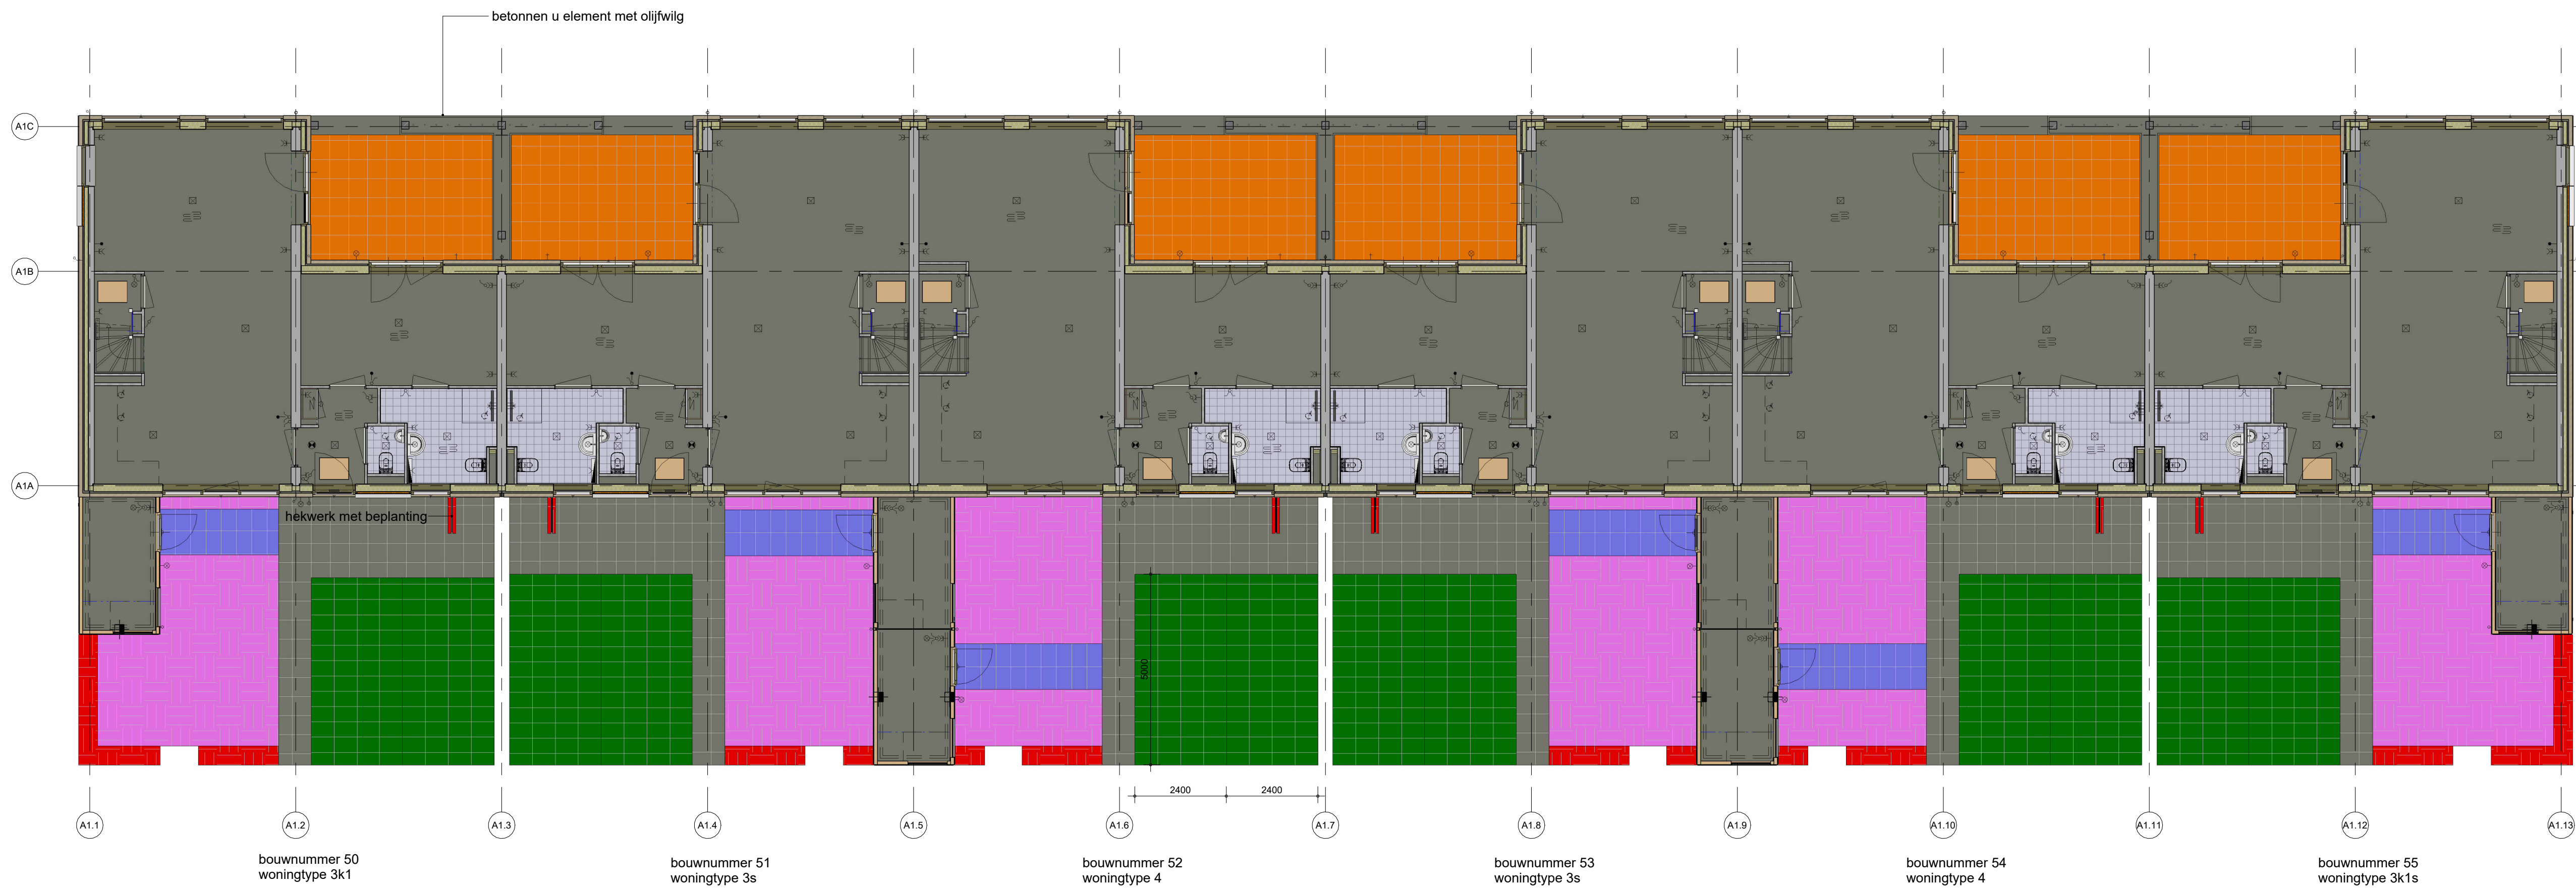 betonnen u element met olijfwilg
A1C
A1B
A1A
hekwerk met beplanting
5000
2400
2400
A1.1
A1.2
A1.3
A1.4
A1.5
A1.6
A1.7
A1.8
A1.9
A1.10
A1.11
A1.12
A1.13
bouwnummer 50
woningtype 3k1
bouwnummer 51
woningtype 3s
bouwnummer 52
woningtype 4
bouwnummer 53
woningtype 3s
bouwnummer 54
woningtype 4
bouwnummer 55
woningtype 3k1s